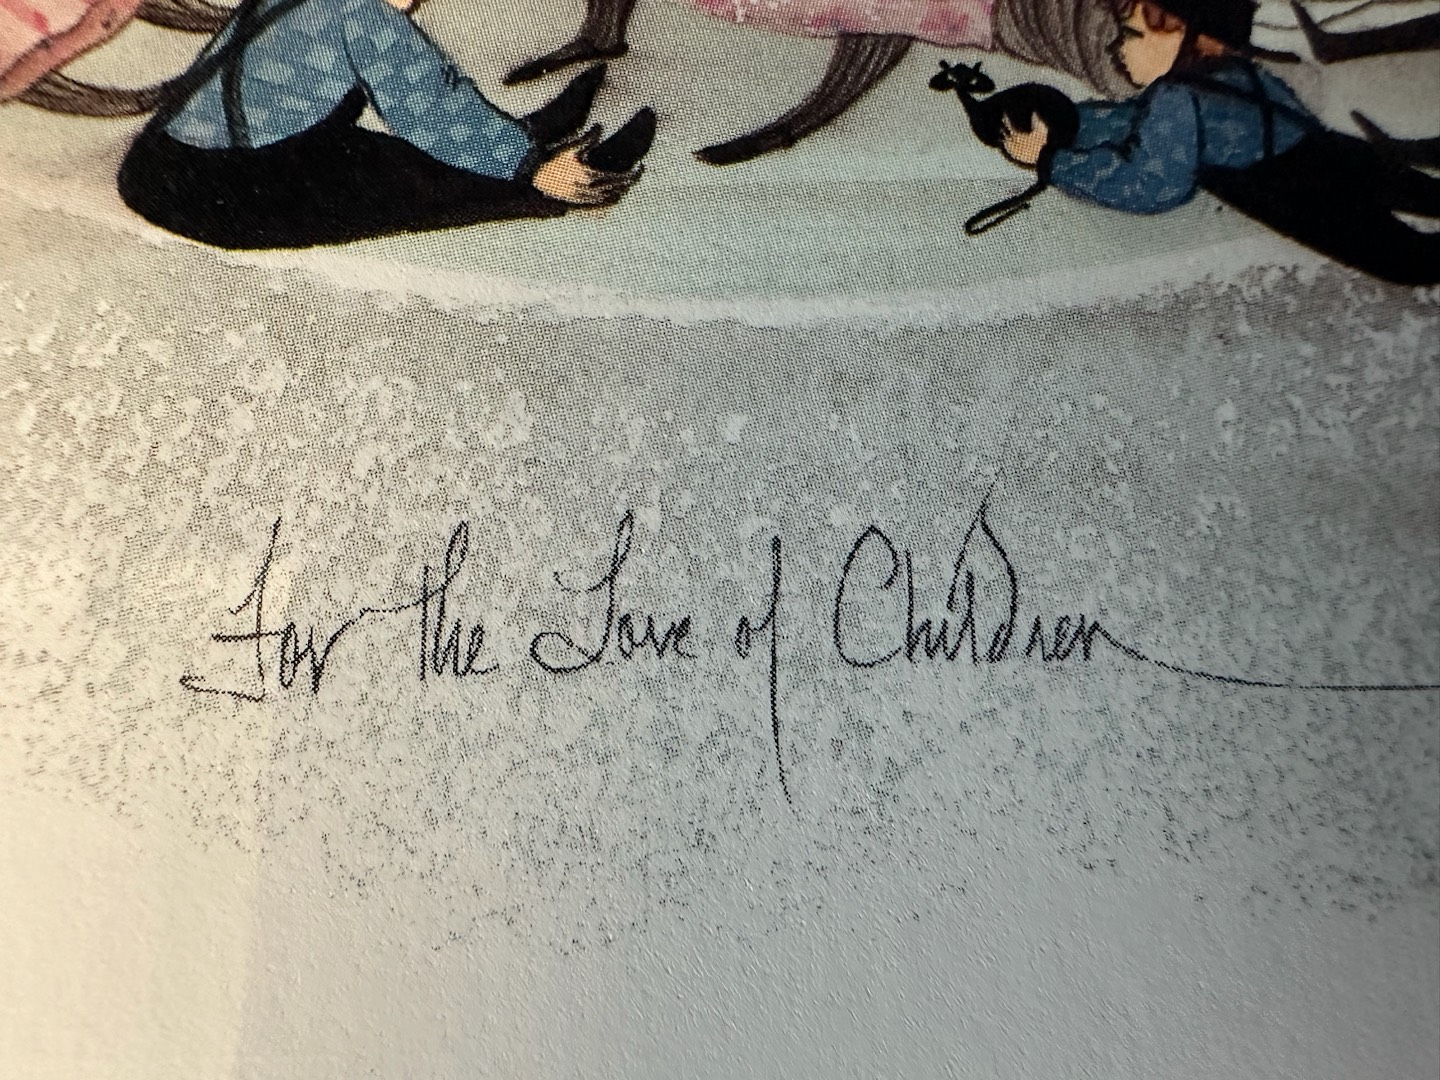 For the Love of Children